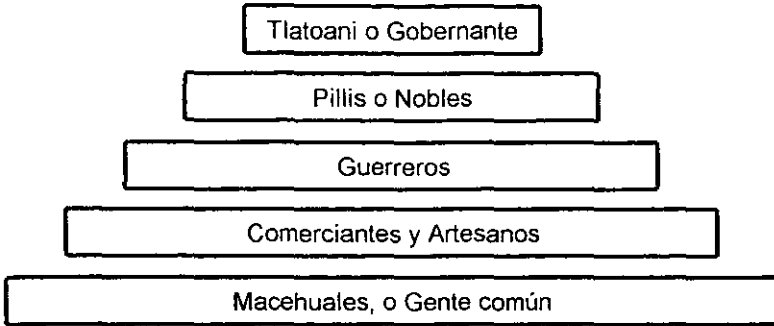 Tlatoani o Gobernante
Pillis o Nobles
Guerreros
Comerciantes y Artesanos
Macehuales, o Gente común